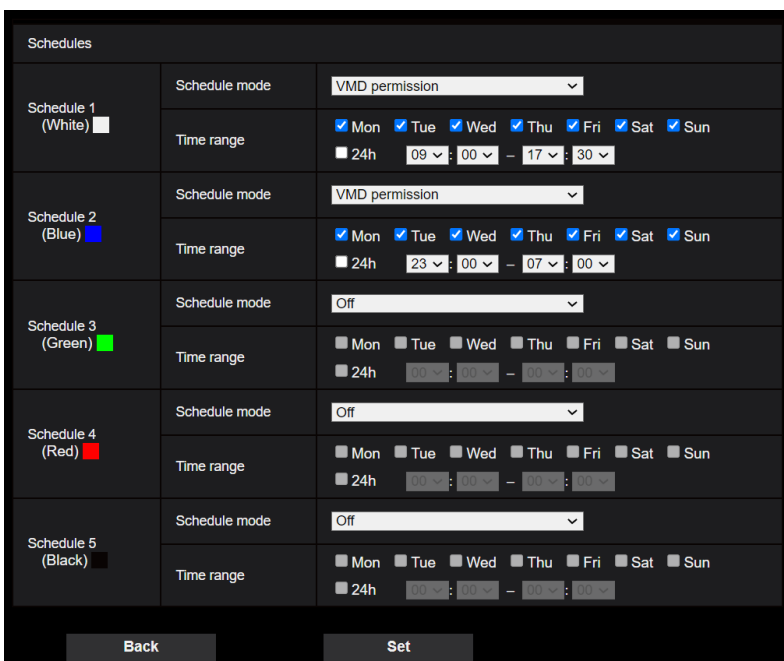 Schedules
Schedule 1
(White)
Schedule mode
VMD permission
Time range
Mon Tue Wed Thu Fri Sat Sun
24h 09 : 00 – 17 : 30
Schedule 2
(Blue)
Schedule mode
VMD permission
Time range
Mon Tue Wed Thu Fri Sat Sun
24h 23 : 00 – 07 : 00
Schedule 3
(Green)
Schedule mode
Off
Time range
Mon Tue Wed Thu Fri Sat Sun
24h 00 : 00 – 00 : 00
Schedule 4
(Red)
Schedule mode
Off
Time range
Mon Tue Wed Thu Fri Sat Sun
24h 00 : 00 – 00 : 00
Schedule 5
(Black)
Schedule mode
Off
Time range
Mon Tue Wed Thu Fri Sat Sun
24h 00 : 00 – 00 : 00
Back Set